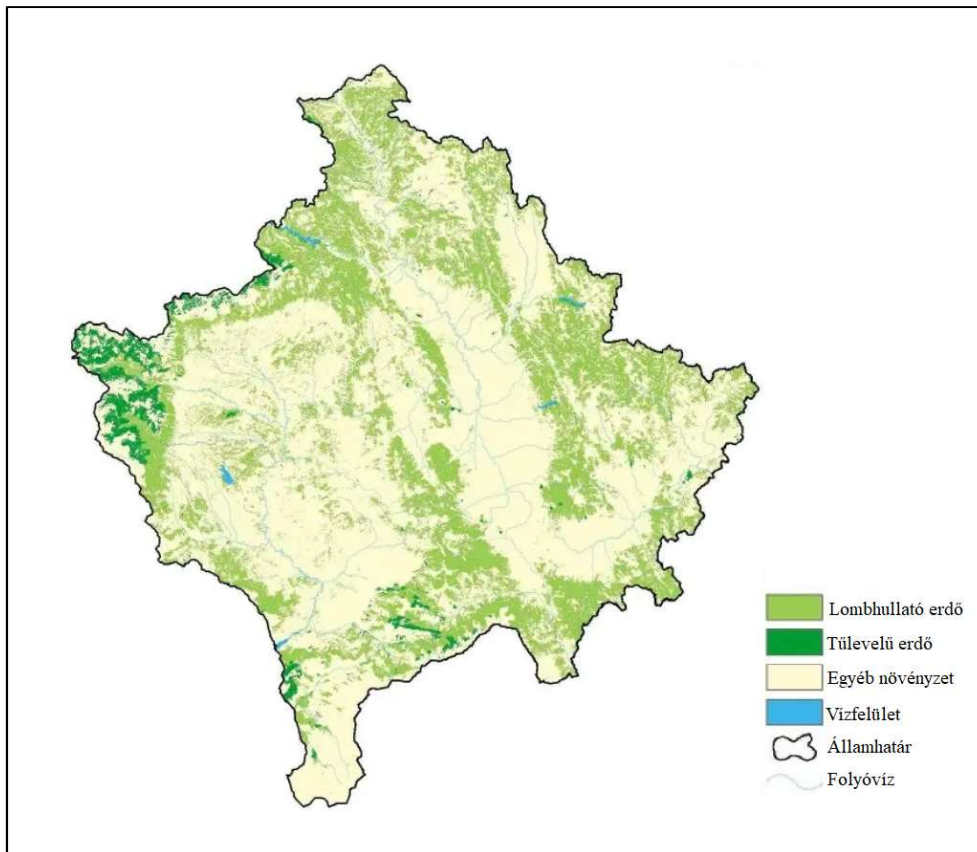 Lombhullató erdő
Tűlevelű erdő
Egyéb növényzet
Vízfelület
Államhatár
Folyóvíz